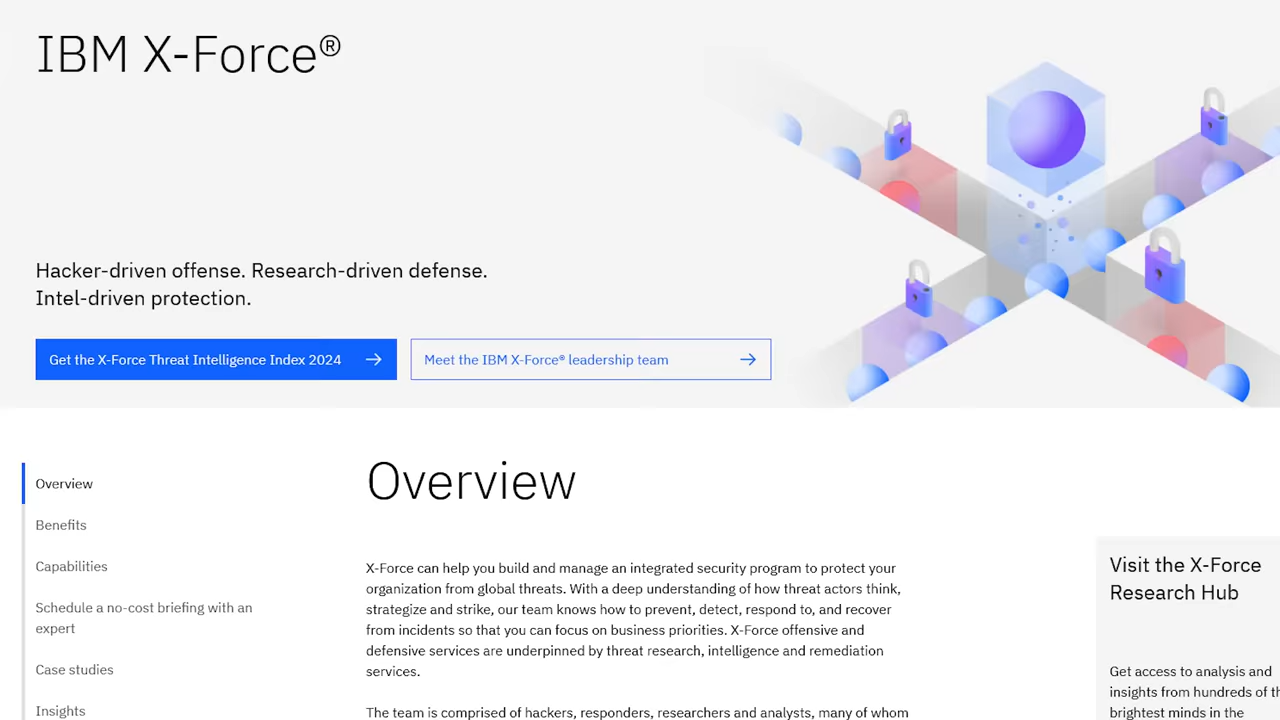 IBM X-Force®
Hacker-driven offense. Research-driven defense.
Intel-driven protection.
Get the X-Force Threat Intelligence Index 2024
Meet the IBM X-Force® leadership team
Overview
Benefits
Capabilities
Schedule a no-cost briefing with an
expert
Case studies
Insights
Overview
X-Force can help you build and manage an integrated security program to protect your
organization from global threats. With a deep understanding of how threat actors think,
strategize and strike, our team knows how to prevent, detect, respond to, and recover
from incidents so that you can focus on business priorities. X-Force offensive and
defensive services are underpinned by threat research, intelligence and remediation
services.
The team is comprised of hackers, responders, researchers and analysts, many of whom
Visit the X-Force
Research Hub
Get access to analysis and
insights from hundreds of
brightest minds in the